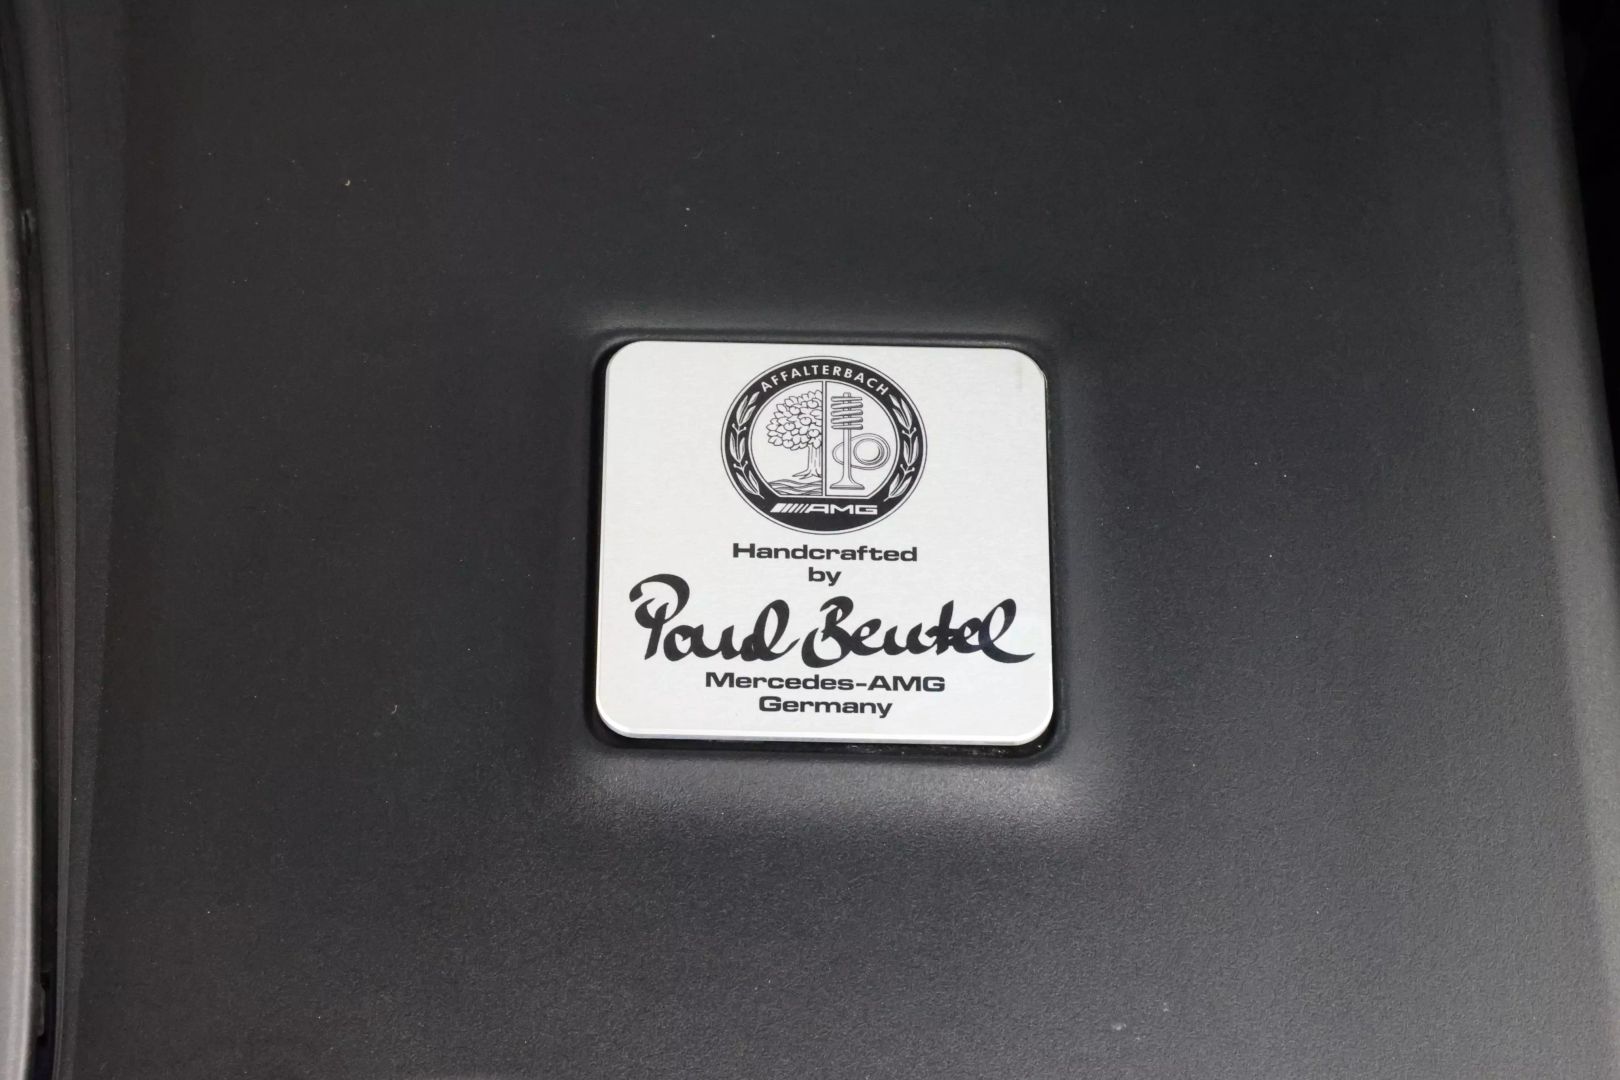 AFFALTERBACH
AMG
Handcrafted
by
Paul Beutel
Mercedes-AMG
Germany